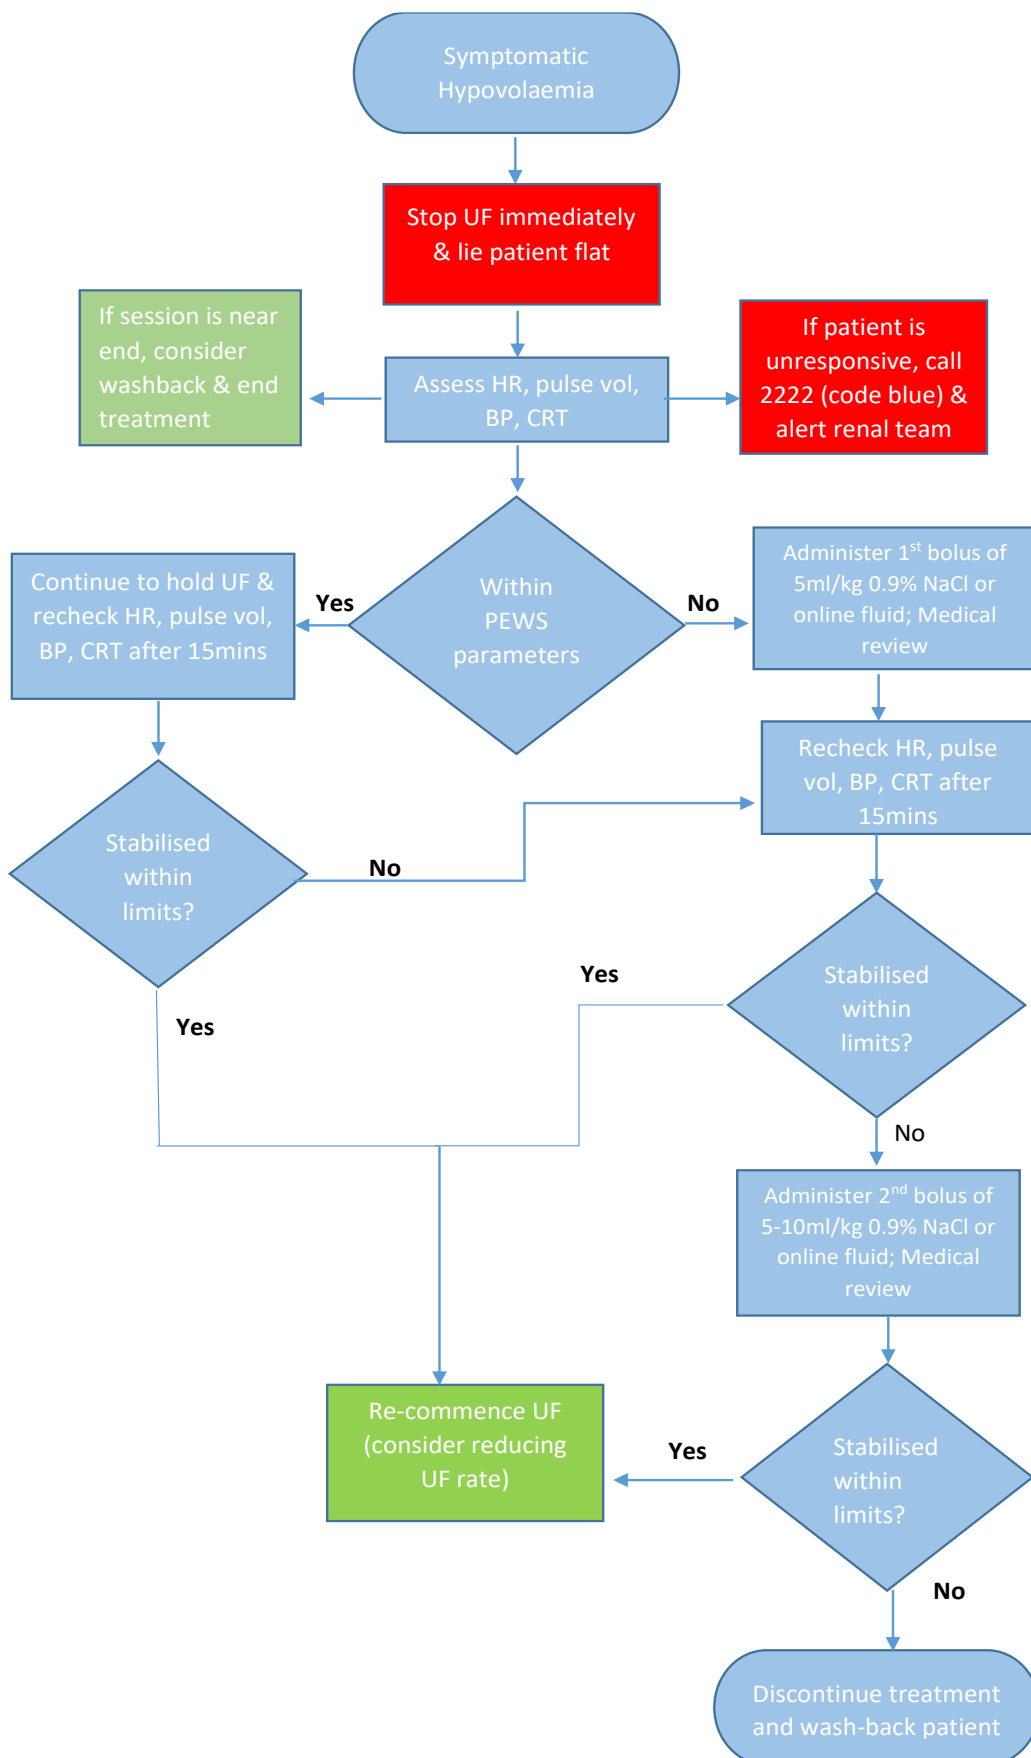 Symptomatic
Hypovolaemia
Stop UF immediately
& lie patient flat
If session is near
end, consider
washback & end
treatment
Assess HR, pulse vol,
BP, CRT
If patient is
unresponsive, call
2222 (code blue) &
alert renal team
Continue to hold UF &
recheck HR, pulse vol,
BP, CRT after 15mins
Yes
Within
PEWS
parameters
No
Administer 1st bolus of
5ml/kg 0.9% NaCl or
online fluid; Medical
review
Recheck HR, pulse
vol, BP, CRT after
15mins
Stabilised
within
limits?
No
Yes
Yes
Stabilised
within
limits?
No
Administer 2nd bolus of
5-10ml/kg 0.9% NaCl or
online fluid; Medical
review
Re-commence UF
(consider reducing
UF rate)
Yes
Stabilised
within
limits?
No
Discontinue treatment
and wash-back patient